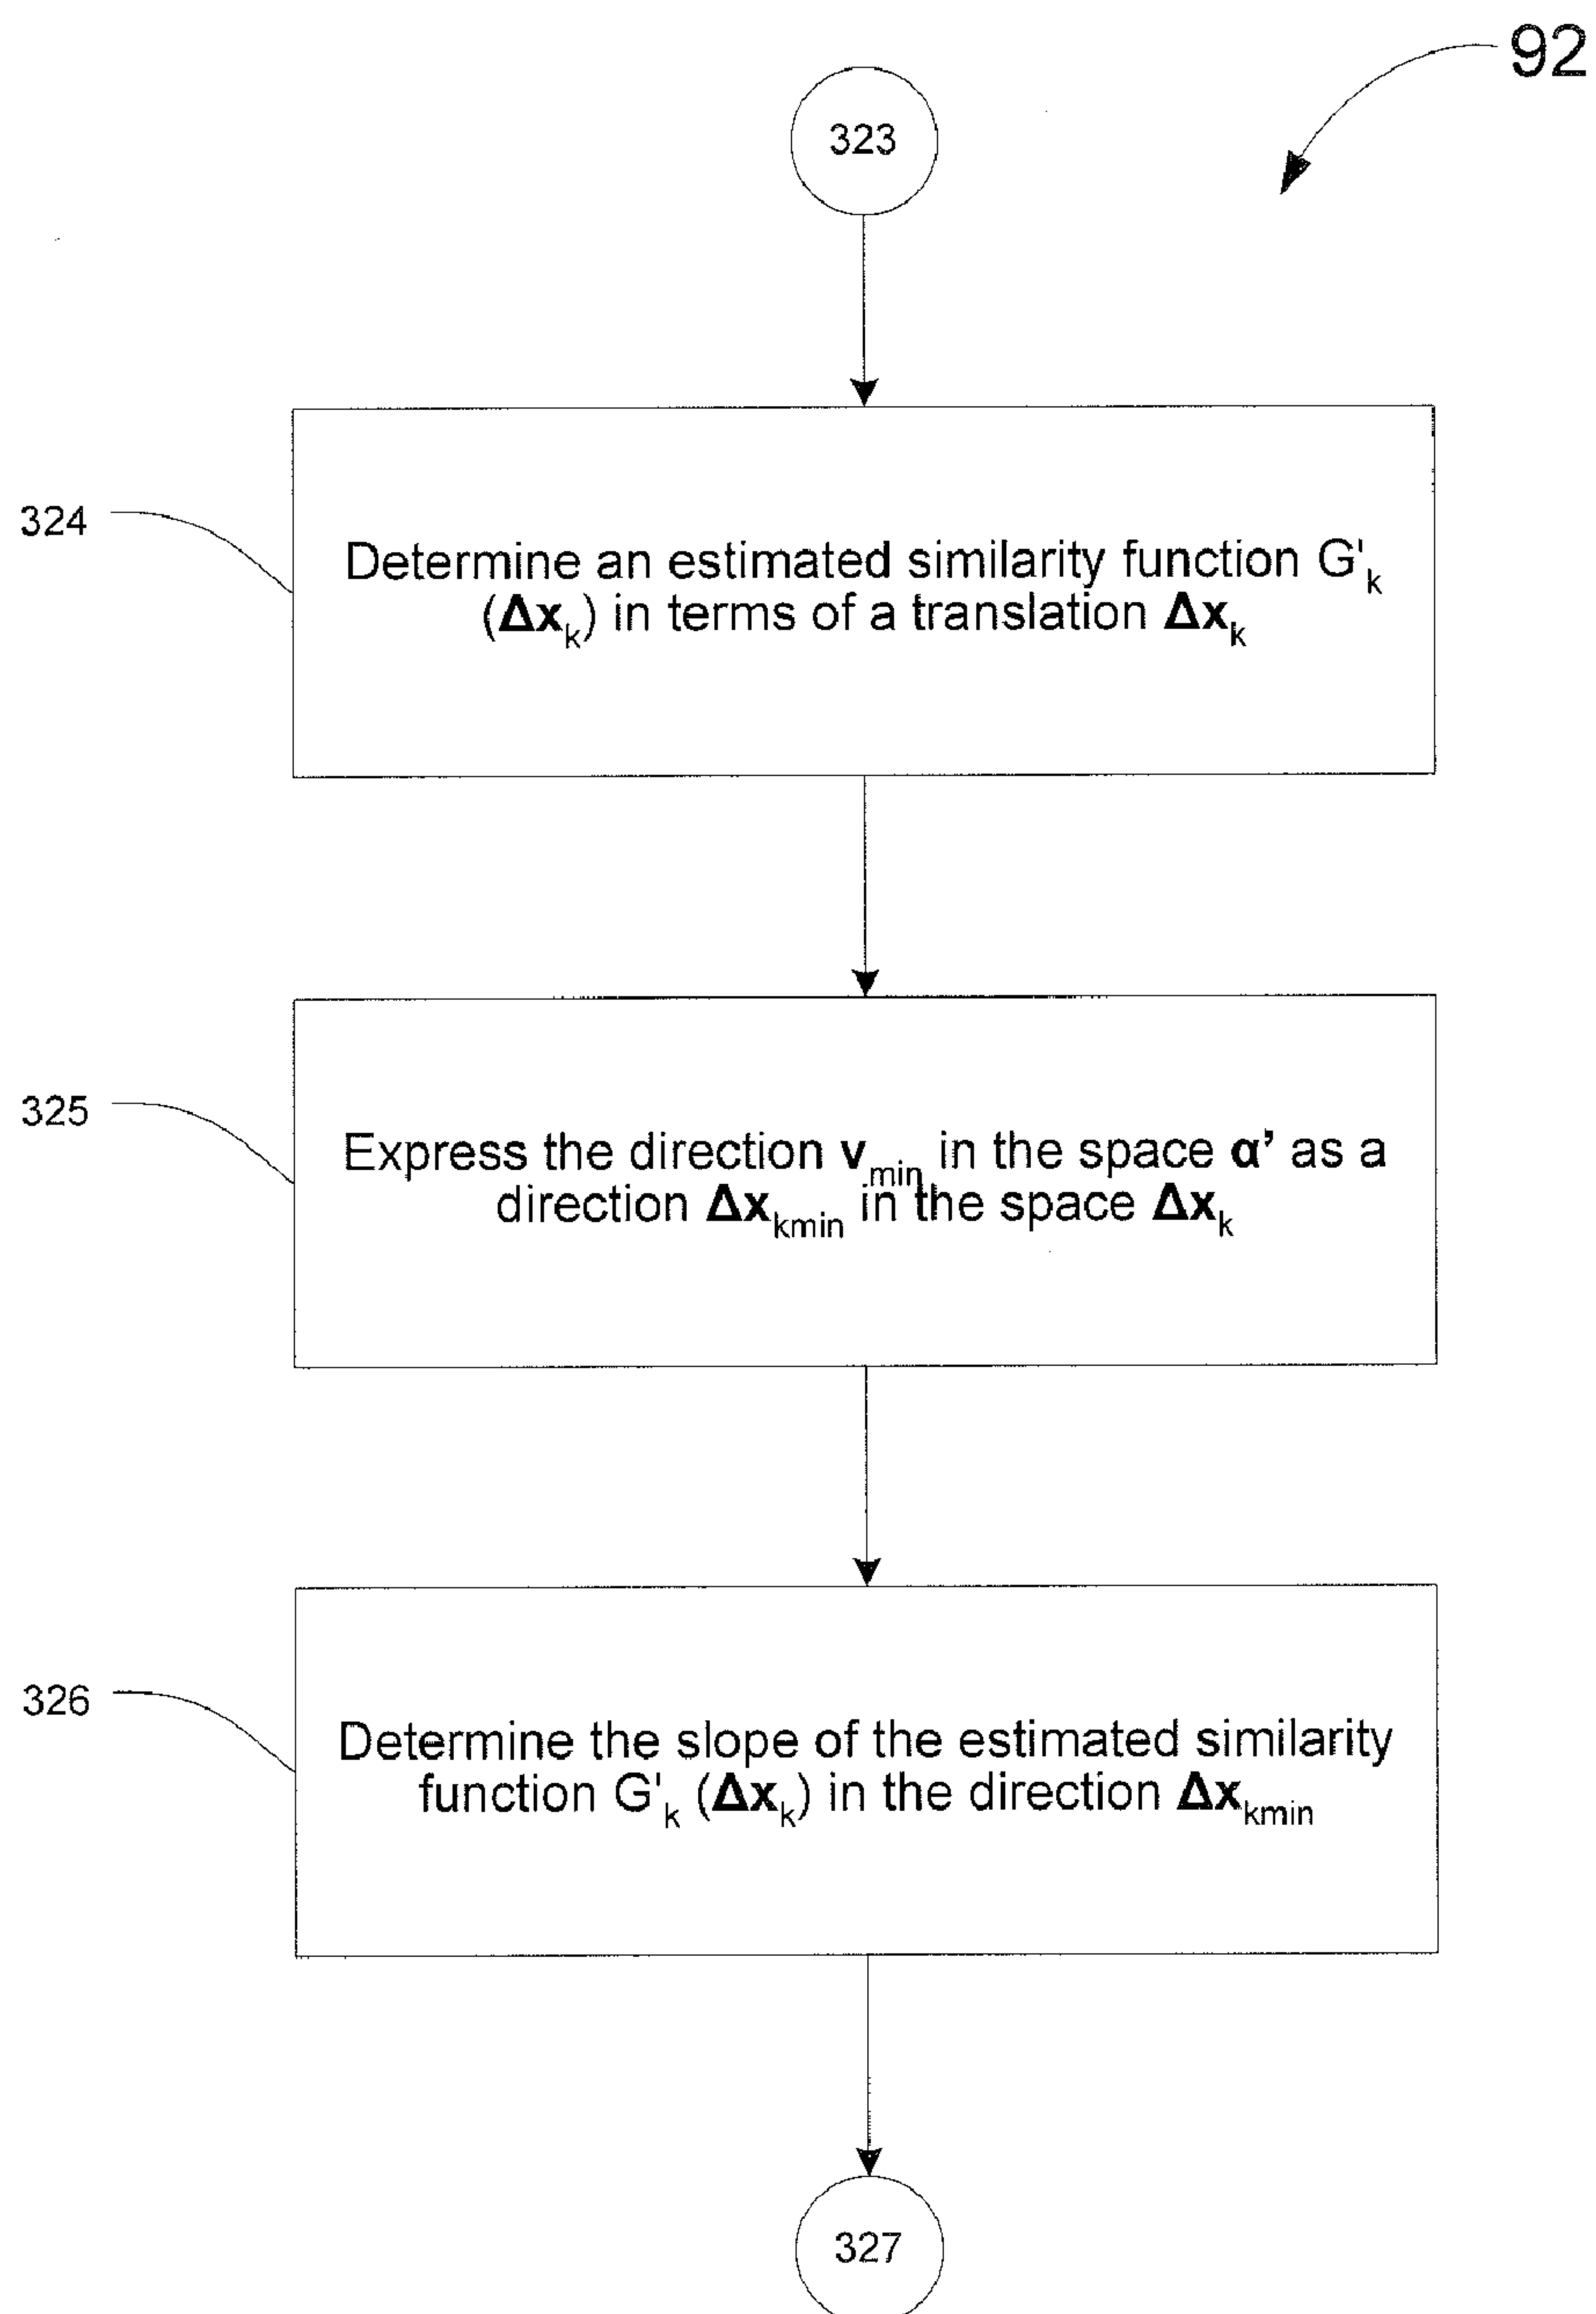 92
323
324
Determine an estimated similarity function G'k
(Δxk) in terms of a translation Δxk
325
Express the direction vmin in the space α’ as a
direction Δxkmin in the space Δxk
326
Determine the slope of the estimated similarity
function G'k (Δxk) in the direction Δxkmin
327